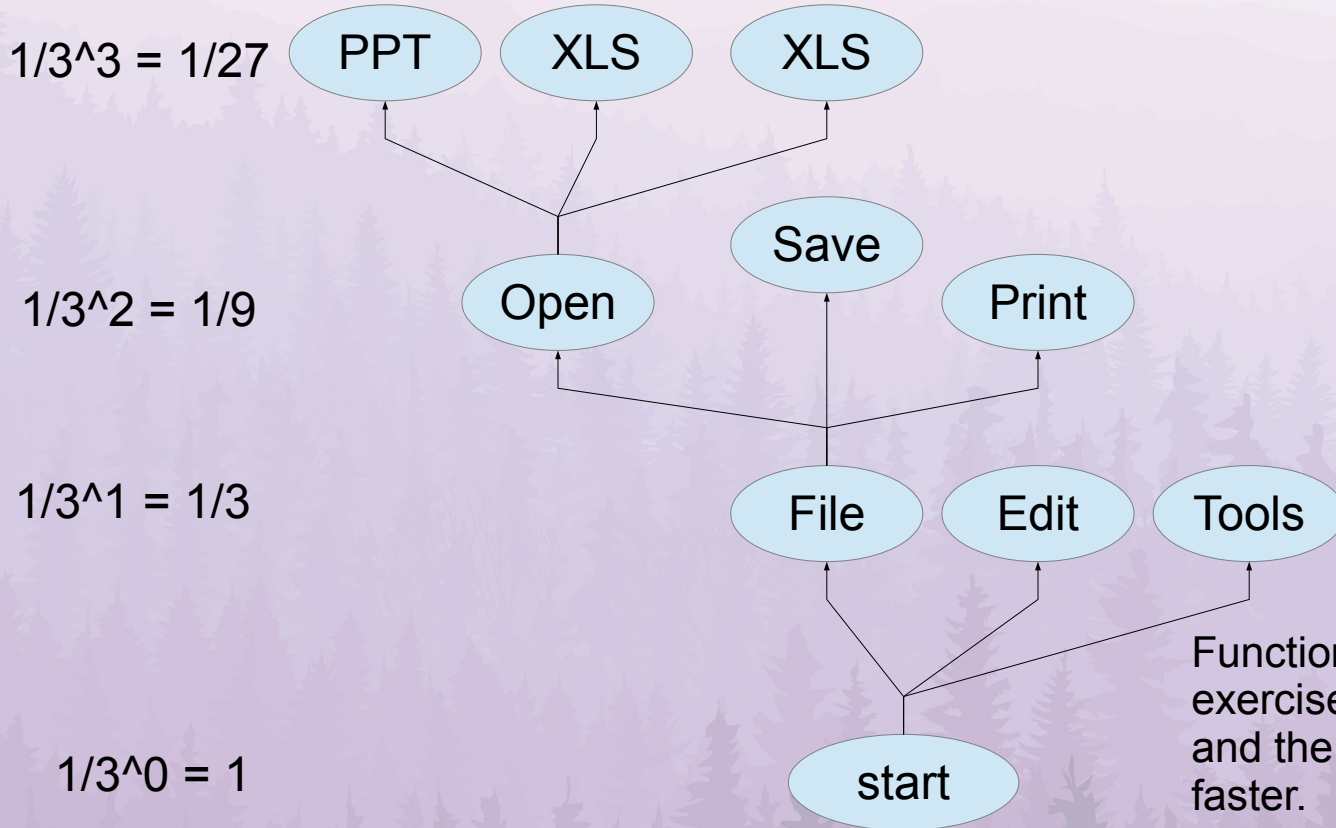 1/3^3 = 1/27
PPT
XLS
XLS
Save
1/3^2 = 1/9
Open
Print
1/3^1 = 1/3
File
Edit
Tools
exercise
and the
faster.
1/3^0 = 1
start